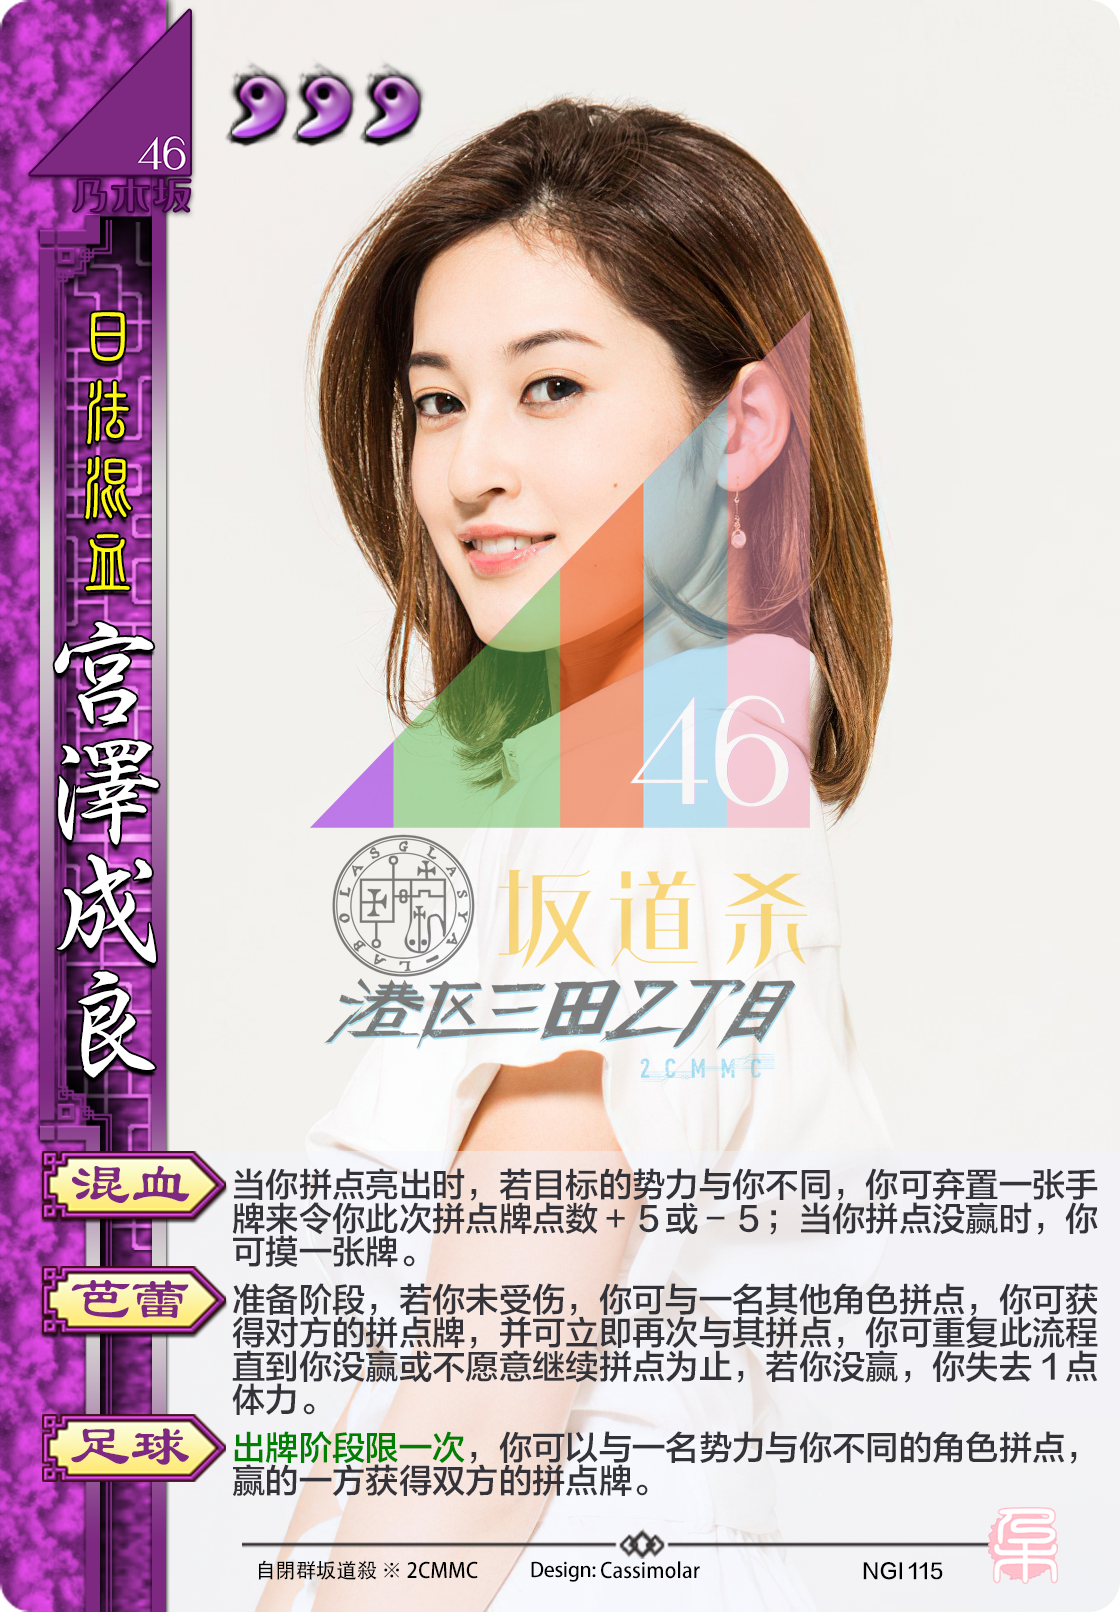 46
乃木坂
日法混血
宮澤成良
46
GLASYA-LABOLAS
坂道杀
港区三田2丁目
2CMMC
混血
当你拼点亮出时，若目标的势力与你不同，你可弃置一张手
牌来令你此次拼点牌点数+5或-5；当你拼点没赢时，你
可摸一张牌。
芭蕾
准备阶段，若你未受伤，你可与一名其他角色拼点，你可获
得对方的拼点牌，并可立即再次与其拼点，你可重复此流程
直到你没赢或不愿意继续拼点为止，若你没赢，你失去1点
体力。
足球
出牌阶段限一次，你可以与一名势力与你不同的角色拼点，
赢的一方获得双方的拼点牌。
自閉群坂道殺 ※ 2CMMC
Design: Cassimolar
NGI 115